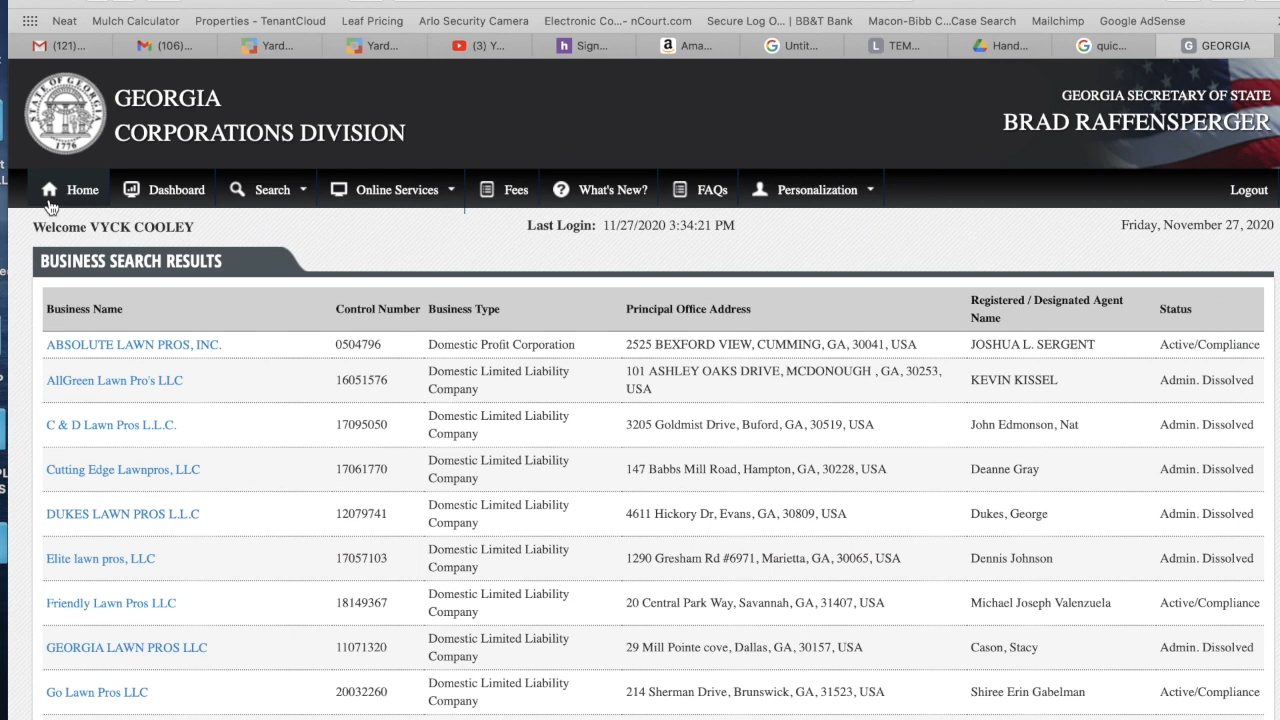 Neat Mulch Calculator Properties - TenantCloud Leaf Pricing Arlo Security Camera Electronic Co...- nCourt.com Secure Log O... | BB&T Bank Macon-Bibb C...Case Search Mailchimp Google AdSense
(121)... (106)... Yard... Yard... (3) Y... Sign... Ama... Untit... TEM... Hand... quic... GEORGIA
STATE OF GEORGIA
1776
GEORGIA
CORPORATIONS DIVISION
GEORGIA SECRETARY OF STATE
BRAD RAFFENSPERGER
Home Dashboard Search Online Services Fees What's New? FAQs Personalization Logout
Welcome VYCK COOLEY Last Login: 11/27/2020 3:34:21 PM Friday, November 27, 2020
BUSINESS SEARCH RESULTS
Business Name Control Number Business Type Principal Office Address Registered / Designated Agent Name Status
ABSOLUTE LAWN PROS, INC. 0504796 Domestic Profit Corporation 2525 BEXFORD VIEW, CUMMING, GA, 30041, USA JOSHUA L. SERGENT Active/Compliance
AllGreen Lawn Pro's LLC 16051576 Domestic Limited Liability Company 101 ASHLEY OAKS DRIVE, MCDONOUGH , GA, 30253, USA KEVIN KISSEL Admin. Dissolved
C & D Lawn Pros L.L.C. 17095050 Domestic Limited Liability Company 3205 Goldmist Drive, Buford, GA, 30519, USA John Edmonson, Nat Admin. Dissolved
Cutting Edge Lawnpros, LLC 17061770 Domestic Limited Liability Company 147 Babbs Mill Road, Hampton, GA, 30228, USA Deanne Gray Admin. Dissolved
DUKES LAWN PROS L.L.C 12079741 Domestic Limited Liability Company 4611 Hickory Dr, Evans, GA, 30809, USA Dukes, George Admin. Dissolved
Elite lawn pros, LLC 17057103 Domestic Limited Liability Company 1290 Gresham Rd #6971, Marietta, GA, 30065, USA Dennis Johnson Admin. Dissolved
Friendly Lawn Pros LLC 18149367 Domestic Limited Liability Company 20 Central Park Way, Savannah, GA, 31407, USA Michael Joseph Valenzuela Active/Compliance
GEORGIA LAWN PROS LLC 11071320 Domestic Limited Liability Company 29 Mill Pointe cove, Dallas, GA, 30157, USA Cason, Stacy Admin. Dissolved
Go Lawn Pros LLC 20032260 Domestic Limited Liability Company 214 Sherman Drive, Brunswick, GA, 31523, USA Shiree Erin Gabelman Active/Compliance